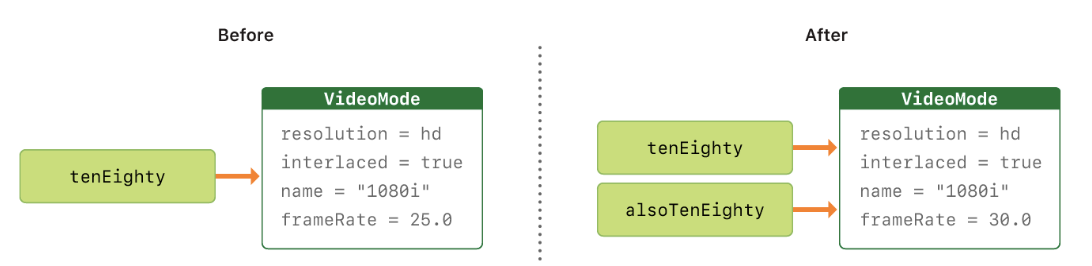 Before
VideoMode
resolution = hd
interlaced = true
name = "1080i"
frameRate = 25.0
tenEighty
After
VideoMode
resolution = hd
interlaced = true
name = "1080i"
frameRate = 30.0
tenEighty
alsoTenEighty